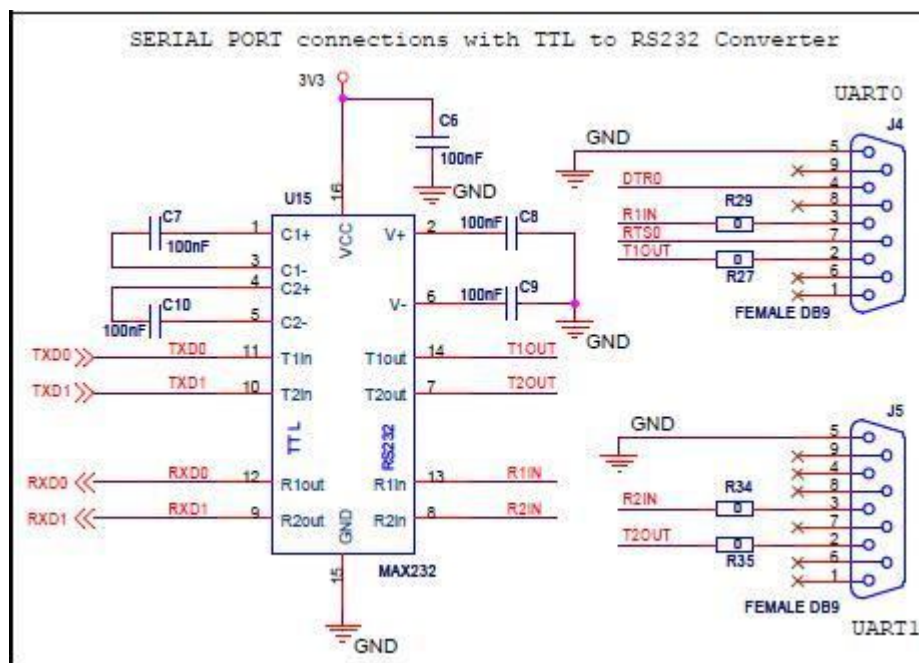 SERIAL PORT connections with TTL to RS232 Converter
3V3
C6
100nF
GND
U15
16
VCC
C7
100nF
1
C1+
3
C1-
4
C2+
C10
100nF
5
C2-
V+
2
100nF
C8
V-
6
100nF
C9
GND
TXD0
TXD0
11
T1In
T1out
14
T1OUT
TXD1
TXD1
10
T2In
T2out
7
T2OUT
TTL
RS232
RXD0
RXD0
12
R1out
R1In
13
R1IN
RXD1
RXD1
9
R2out
R2In
8
R2IN
GND
15
MAX232
GND
UART0
J4
GND
5
9
DTR0
4
8
R1IN
R29
0
3
RTS0
7
T1OUT
0
R27
2
6
1
FEMALE DB9
J5
GND
5
9
4
8
R2IN
R34
0
3
7
T2OUT
0
R35
2
6
1
FEMALE DB9
UART1